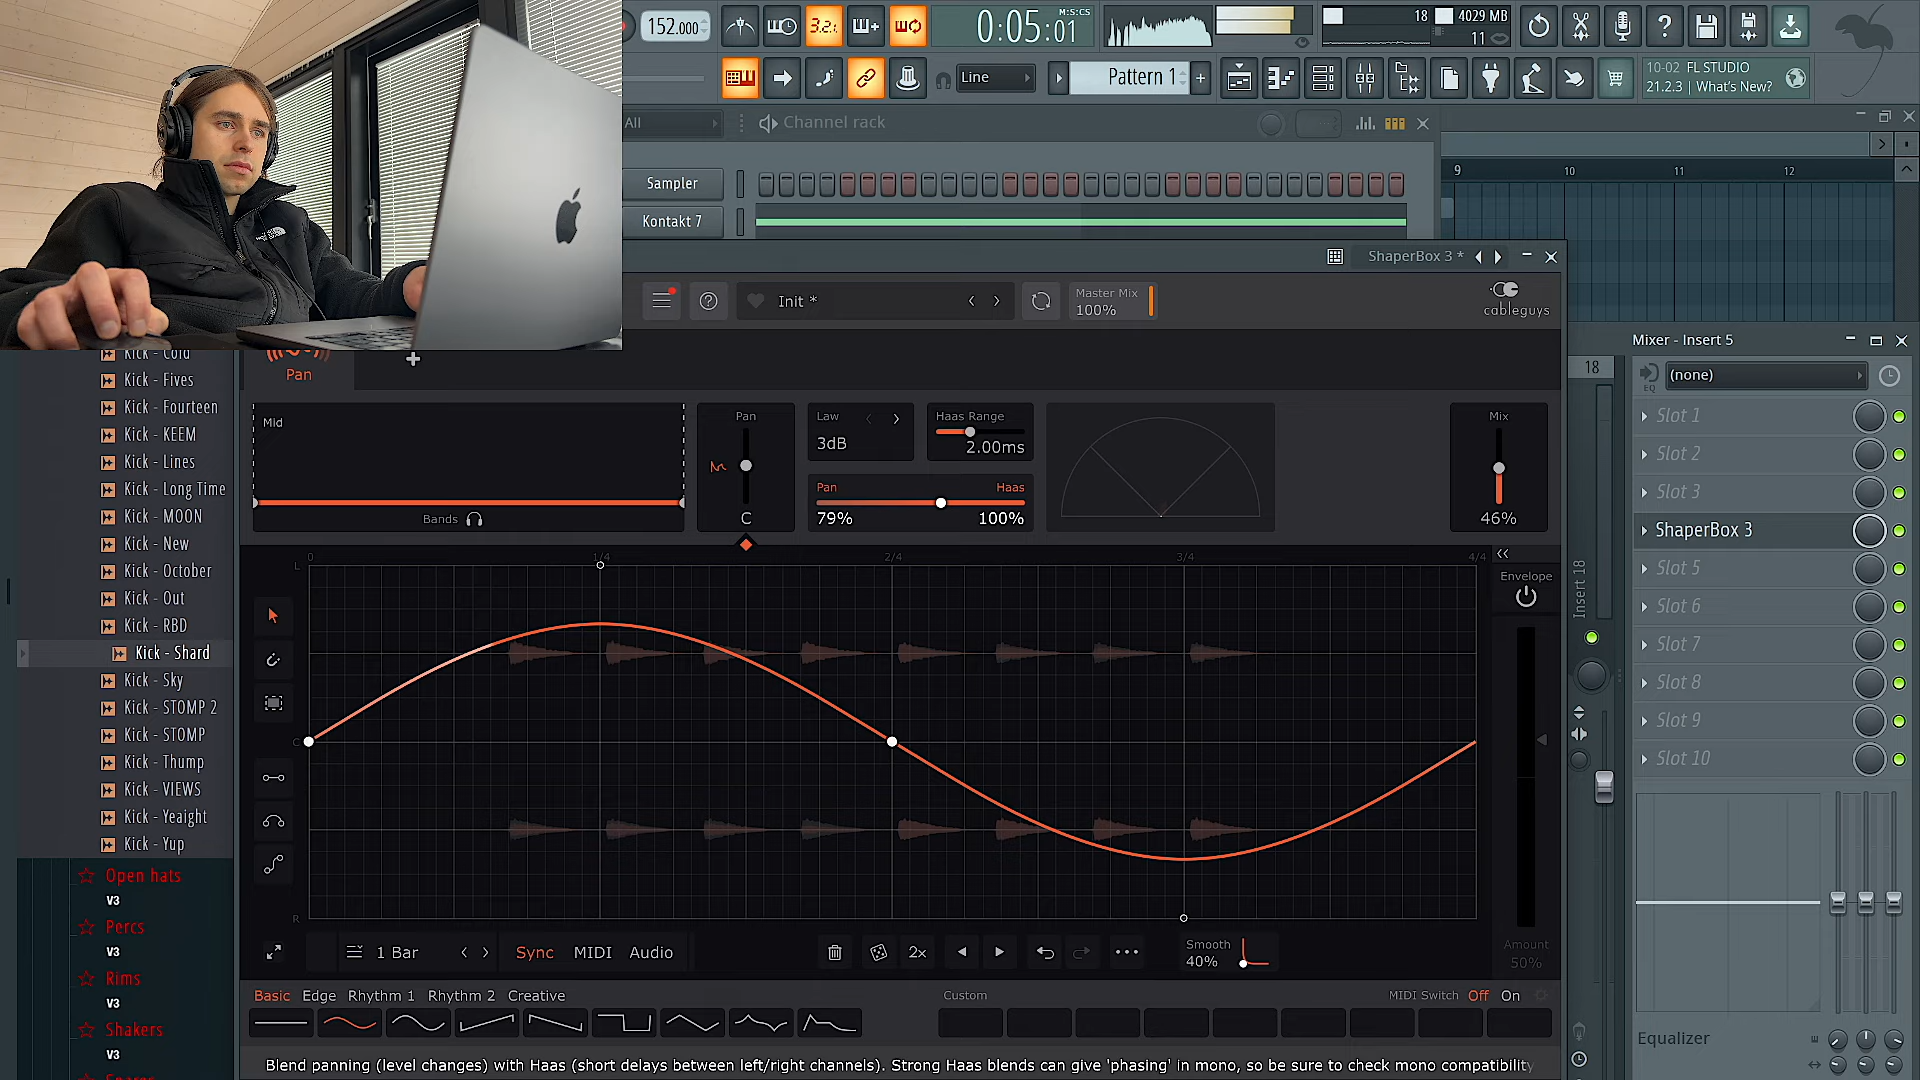 152.000
3.2.
0:05:01
M:S:CS
18
4029 MB
11
Line
Pattern 1
10-02 FL STUDIO
21.2.3 | What's New?
All
Channel rack
Sampler
Kontakt 7
9
10
11
12
THE NORTH FACE
ShaperBox 3 *
Init *
Master Mix
100%
cableguys
Mixer - Insert 5
18
(none)
EQ
Slot 1
Slot 2
Slot 3
ShaperBox 3
Slot 5
Slot 6
Slot 7
Slot 8
Slot 9
Slot 10
Insert 18
Equalizer
Kick - Cold
Kick - Fives
Kick - Fourteen
Kick - KEEM
Kick - Lines
Kick - Long Time
Kick - MOON
Kick - New
Kick - October
Kick - Out
Kick - RBD
Kick - Shard
Kick - Sky
Kick - STOMP 2
Kick - STOMP
Kick - Thump
Kick - VIEWS
Kick - Yeaight
Kick - Yup
Open hats
V3
Percs
V3
Rims
V3
Shakers
V3
Pan
Mid
Bands
Pan
C
Law
3dB
Haas Range
2.00ms
Pan
Haas
79%
100%
Mix
46%
0
1/4
2/4
3/4
4/4
L
C
R
Envelope
Amount
50%
1 Bar
Sync
MIDI
Audio
2x
Smooth
40%
Basic
Edge
Rhythm 1
Rhythm 2
Creative
Custom
MIDI Switch
Off
On
Blend panning (level changes) with Haas (short delays between left/right channels). Strong Haas blends can give 'phasing' in mono, so be sure to check mono compatibility